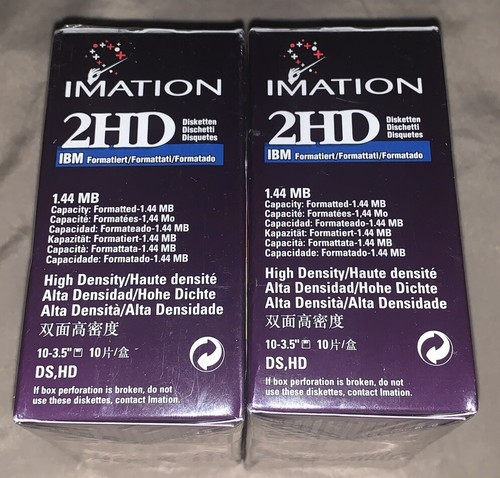 IMATION
2HD
Disketten
Dischetti
Disquetes
IBM Formatiert/Formattati/Formatado
1.44 MB
Capacity: Formatted-1.44 MB
Capacité: Formatées-1,44 Mo
Capacidad: Formateado-1.44 MB
Kapazität: Formatiert-1.44 MB
Capacità: Formattata-1.44 MB
Capacidade: Formatado-1.44 MB
High Density/Haute densité
Alta Densidad/Hohe Dichte
Alta Densità/Alta Densidade
双面高密度
10-3.5" 10片/盒
DS,HD
If box perforation is broken, do not
use these diskettes, contact Imation.
IMATION
2HD
Disketten
Dischetti
Disquetes
IBM Formatiert/Formattati/Formatado
1.44 MB
Capacity: Formatted-1.44 MB
Capacité: Formatées-1,44 Mo
Capacidad: Formateado-1.44 MB
Kapazität: Formatiert-1.44 MB
Capacità: Formattata-1.44 MB
Capacidade: Formatado-1.44 MB
High Density/Haute densité
Alta Densidad/Hohe Dichte
Alta Densità/Alta Densidade
双面高密度
10-3.5" 10片/盒
DS,HD
If box perforation is broken, do not
use these diskettes, contact Imation.